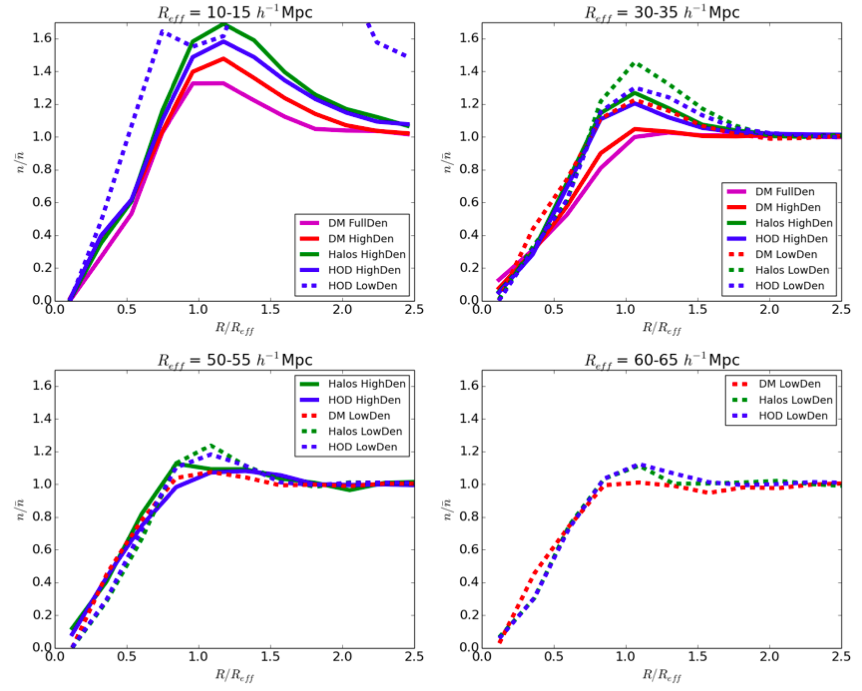 R_eff = 10-15 h⁻¹Mpc
1.6
1.4
1.2
1.0
0.8
0.6
0.4
0.2
0.0
n/n̄
DM FullDen
DM HighDen
Halos HighDen
HOD HighDen
HOD LowDen
0.0 0.5 1.0 1.5 2.0 2.5
R/R_eff
R_eff = 30-35 h⁻¹Mpc
1.6
1.4
1.2
1.0
0.8
0.6
0.4
0.2
0.0
n/n̄
DM FullDen
DM HighDen
Halos HighDen
HOD HighDen
DM LowDen
Halos LowDen
HOD LowDen
0.0 0.5 1.0 1.5 2.0 2.5
R/R_eff
R_eff = 50-55 h⁻¹Mpc
1.6
1.4
1.2
1.0
0.8
0.6
0.4
0.2
0.0
n/n̄
Halos HighDen
HOD HighDen
DM LowDen
Halos LowDen
HOD LowDen
0.0 0.5 1.0 1.5 2.0 2.5
R/R_eff
R_eff = 60-65 h⁻¹Mpc
1.6
1.4
1.2
1.0
0.8
0.6
0.4
0.2
0.0
n/n̄
DM LowDen
Halos LowDen
HOD LowDen
0.0 0.5 1.0 1.5 2.0 2.5
R/R_eff